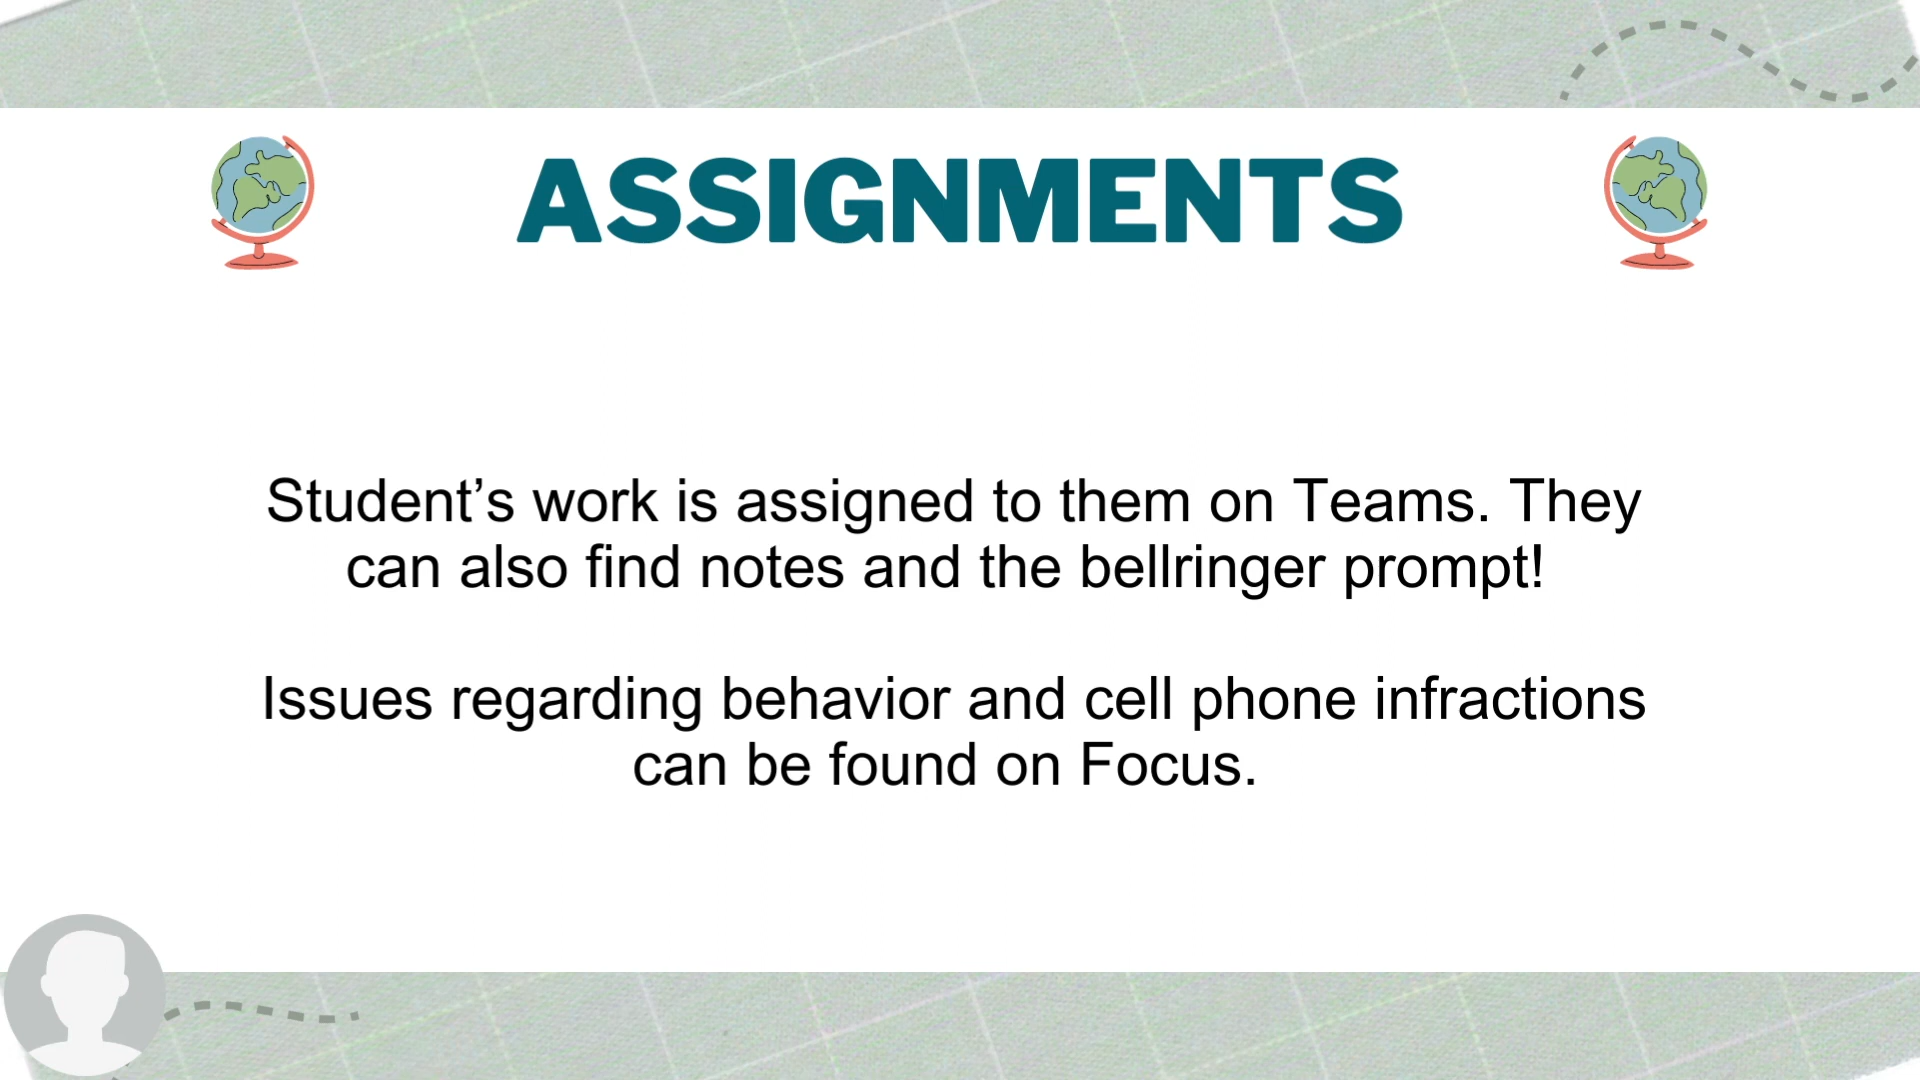 ASSIGNMENTS
Student’s work is assigned to them on Teams. They
can also find notes and the bellringer prompt!
Issues regarding behavior and cell phone infractions
can be found on Focus.